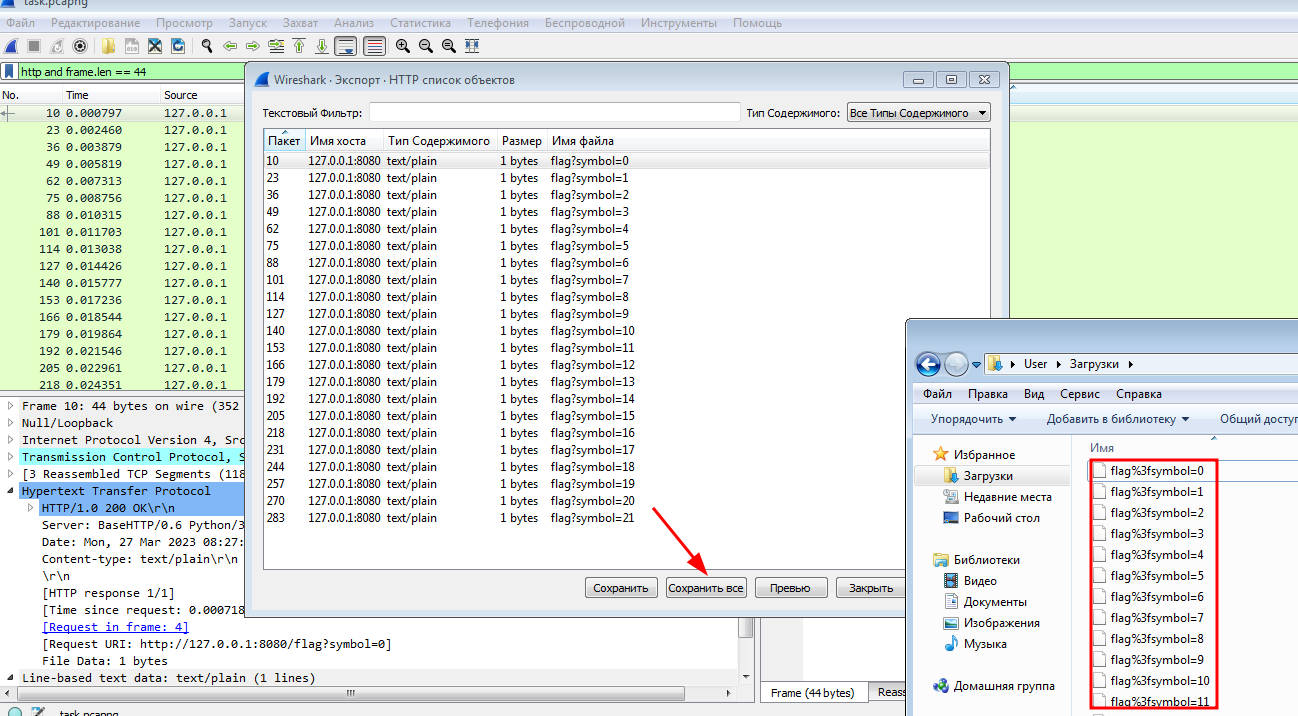 task.pcapng
Файл Редактирование Просмотр Запуск Захват Анализ Статистика Телефония Беспроводной Инструменты Помощь
http and frame.len == 44
No. Time Source
10 0.000797 127.0.0.1
23 0.002460 127.0.0.1
36 0.003879 127.0.0.1
49 0.005819 127.0.0.1
62 0.007313 127.0.0.1
75 0.008756 127.0.0.1
88 0.010315 127.0.0.1
101 0.011703 127.0.0.1
114 0.013038 127.0.0.1
127 0.014426 127.0.0.1
140 0.015777 127.0.0.1
153 0.017236 127.0.0.1
166 0.018544 127.0.0.1
179 0.019864 127.0.0.1
192 0.021546 127.0.0.1
205 0.022961 127.0.0.1
218 0.024351 127.0.0.1
Frame 10: 44 bytes on wire (352
Null/Loopback
Internet Protocol Version 4, Src
Transmission Control Protocol, S
[3 Reassembled TCP Segments (118
Hypertext Transfer Protocol
HTTP/1.0 200 OK\r\n
Server: BaseHTTP/0.6 Python/3
Date: Mon, 27 Mar 2023 08:27:
Content-type: text/plain\r\n
\r\n
[HTTP response 1/1]
[Time since request: 0.000718
[Request in frame: 4]
[Request URI: http://127.0.0.1:8080/flag?symbol=0]
File Data: 1 bytes
Line-based text data: text/plain (1 lines)
Frame (44 bytes) Reass
task.pcapng
Wireshark · Экспорт · HTTP список объектов
Текстовый Фильтр: Тип Содержимого: Все Типы Содержимого
Пакет Имя хоста Тип Содержимого Размер Имя файла
10 127.0.0.1:8080 text/plain 1 bytes flag?symbol=0
23 127.0.0.1:8080 text/plain 1 bytes flag?symbol=1
36 127.0.0.1:8080 text/plain 1 bytes flag?symbol=2
49 127.0.0.1:8080 text/plain 1 bytes flag?symbol=3
62 127.0.0.1:8080 text/plain 1 bytes flag?symbol=4
75 127.0.0.1:8080 text/plain 1 bytes flag?symbol=5
88 127.0.0.1:8080 text/plain 1 bytes flag?symbol=6
101 127.0.0.1:8080 text/plain 1 bytes flag?symbol=7
114 127.0.0.1:8080 text/plain 1 bytes flag?symbol=8
127 127.0.0.1:8080 text/plain 1 bytes flag?symbol=9
140 127.0.0.1:8080 text/plain 1 bytes flag?symbol=10
153 127.0.0.1:8080 text/plain 1 bytes flag?symbol=11
166 127.0.0.1:8080 text/plain 1 bytes flag?symbol=12
179 127.0.0.1:8080 text/plain 1 bytes flag?symbol=13
192 127.0.0.1:8080 text/plain 1 bytes flag?symbol=14
205 127.0.0.1:8080 text/plain 1 bytes flag?symbol=15
218 127.0.0.1:8080 text/plain 1 bytes flag?symbol=16
231 127.0.0.1:8080 text/plain 1 bytes flag?symbol=17
244 127.0.0.1:8080 text/plain 1 bytes flag?symbol=18
257 127.0.0.1:8080 text/plain 1 bytes flag?symbol=19
270 127.0.0.1:8080 text/plain 1 bytes flag?symbol=20
283 127.0.0.1:8080 text/plain 1 bytes flag?symbol=21
Сохранить Сохранить все Превью Закрыть
User Загрузки
Файл Правка Вид Сервис Справка
Упорядочить Добавить в библиотеку Общий доступ
Избранное
Загрузки
Недавние места
Рабочий стол
Библиотеки
Видео
Документы
Изображения
Музыка
Домашняя группа
Имя
flag%3fsymbol=0
flag%3fsymbol=1
flag%3fsymbol=2
flag%3fsymbol=3
flag%3fsymbol=4
flag%3fsymbol=5
flag%3fsymbol=6
flag%3fsymbol=7
flag%3fsymbol=8
flag%3fsymbol=9
flag%3fsymbol=10
flag%3fsymbol=11